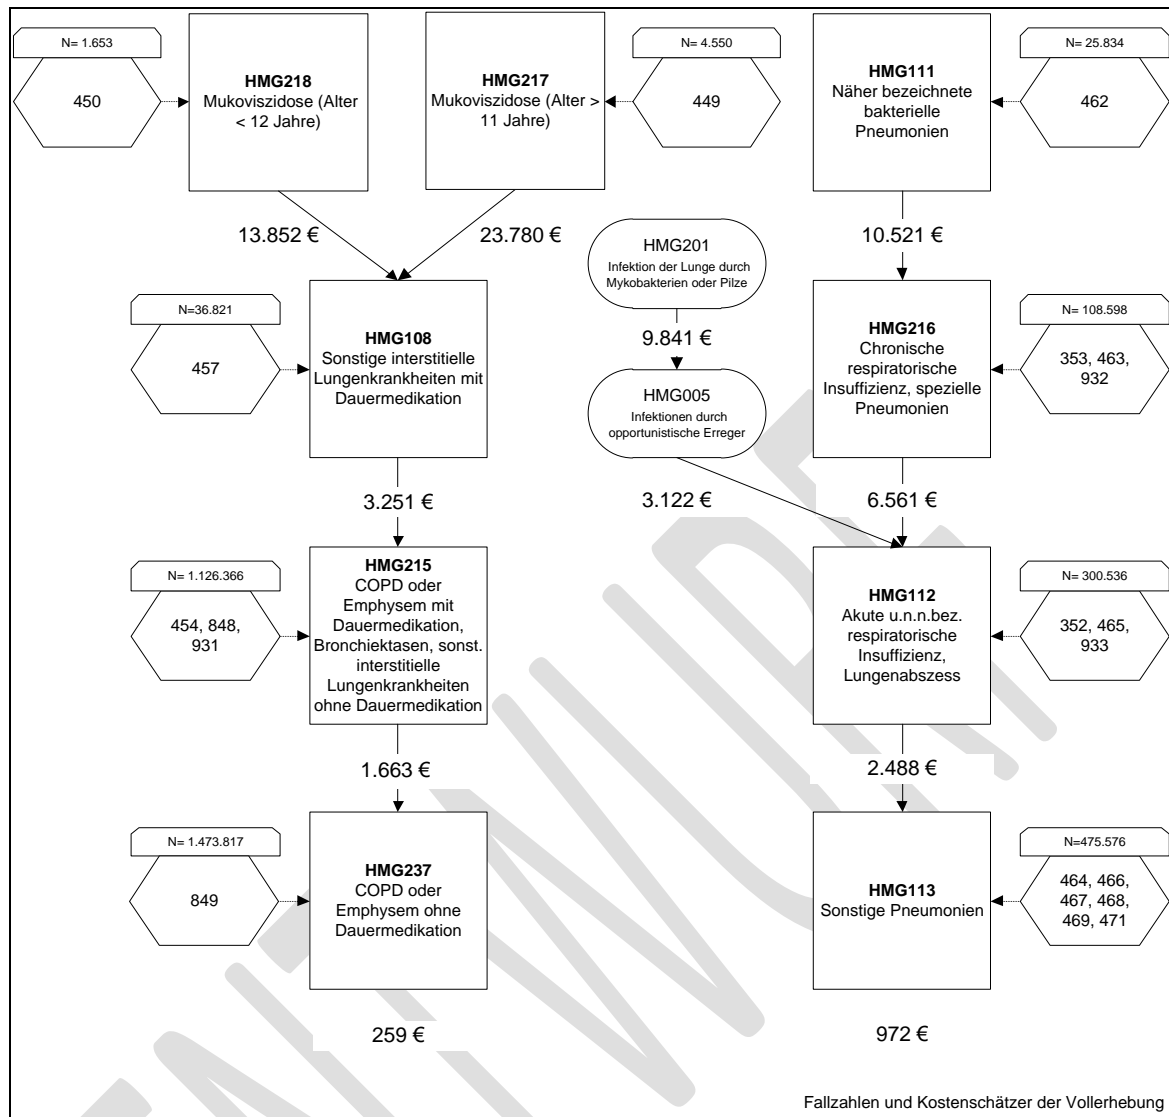 N= 1.653
450
HMG218
Mukoviszidose (Alter
< 12 Jahre)
HMG217
Mukoviszidose (Alter >
11 Jahre)
N= 4.550
449
HMG111
Näher bezeichnete
bakterielle
Pneumonien
N= 25.834
462
13.852 €
23.780 €
10.521 €
HMG201
Infektion der Lunge durch
Mykobakterien oder Pilze
9.841 €
HMG005
Infektionen durch
opportunistische Erreger
N=36.821
457
HMG108
Sonstige interstitielle
Lungenkrankheiten mit
Dauermedikation
HMG216
Chronische
respiratorische
Insuffizienz, spezielle
Pneumonien
N= 108.598
353, 463,
932
3.251 €
3.122 €
6.561 €
N= 1.126.366
454, 848,
931
HMG215
COPD oder
Emphysem mit
Dauermedikation,
Bronchiektasen, sonst.
interstitielle
Lungenkrankheiten
ohne Dauermedikation
HMG112
Akute u.n.n.bez.
respiratorische
Insuffizienz,
Lungenabszess
N= 300.536
352, 465,
933
1.663 €
2.488 €
N= 1.473.817
849
HMG237
COPD oder
Emphysem ohne
Dauermedikation
HMG113
Sonstige Pneumonien
N=475.576
464, 466,
467, 468,
469, 471
259 €
972 €
Fallzahlen und Kostenschätzer der Vollerhebung
ENTWURF